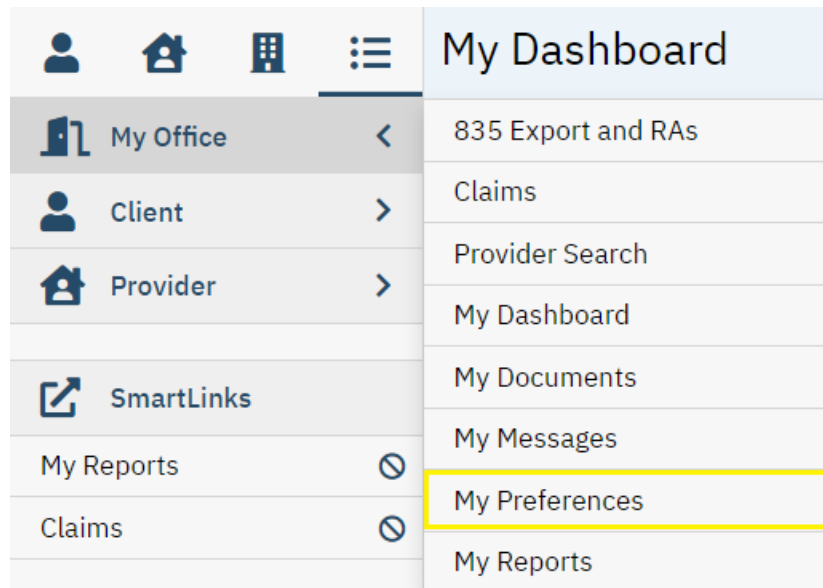 My Office
Client
Provider
SmartLinks
My Reports
Claims
My Dashboard
835 Export and RAs
Claims
Provider Search
My Dashboard
My Documents
My Messages
My Preferences
My Reports